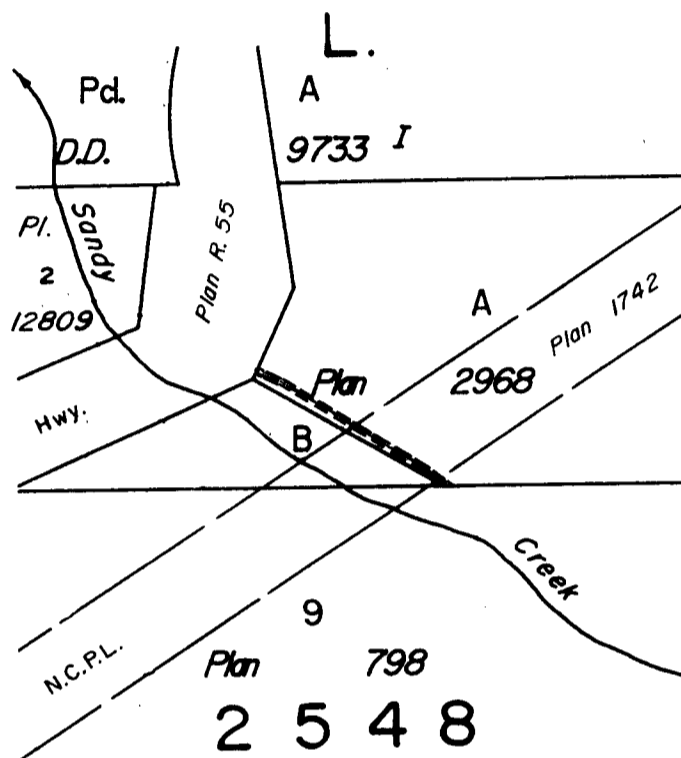 L.
Pd. A
D.D. 9733 I
Pl. Sandy Plan R. 55
2
12809
A Plan 1742
Plan 2968
Hwy.
B
Creek
9
N.C.P.L.
Plan 798
2548